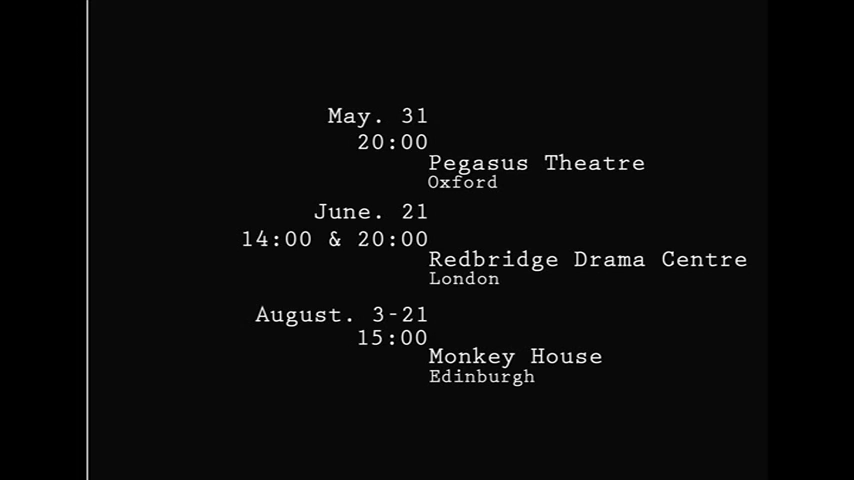 May. 31
20:00
Pegasus Theatre
Oxford
June. 21
14:00 & 20:00
Redbridge Drama Centre
London
August. 3-21
15:00
Monkey House
Edinburgh